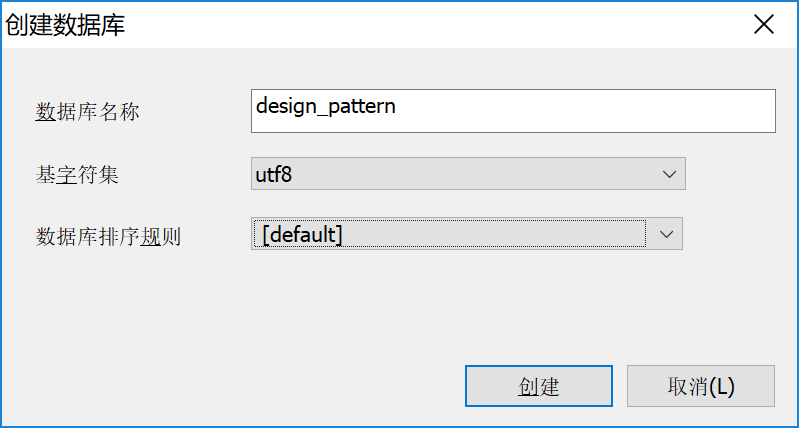 创建数据库
数据库名称 design_pattern
基字符集 utf8
数据库排序规则 [default]
创建 取消(L)